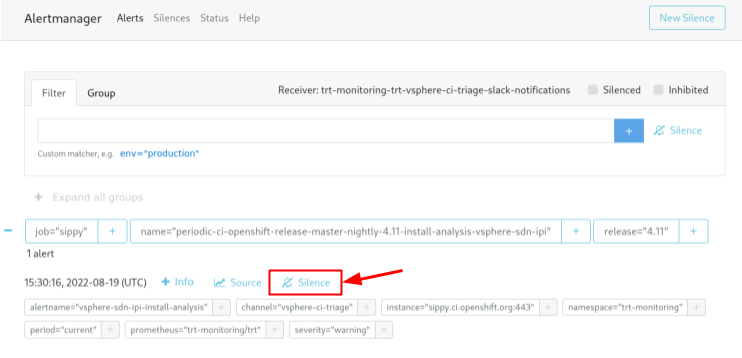 Alertmanager Alerts Silences Status Help New Silence
Filter Group Receiver: trt-monitoring-trt-vsphere-ci-triage-slack-notifications Silenced Inhibited
+ Silence
Custom matcher, e.g. env="production"
+ Expand all groups
− job="sippy" + name="periodic-ci-openshift-release-master-nightly-4.11-install-analysis-vsphere-sdn-ipi" + release="4.11" +
1 alert
15:30:16, 2022-08-19 (UTC) + Info Source Silence
alertname="vsphere-sdn-ipi-install-analysis" + channel="vsphere-ci-triage" + instance="sippy.ci.openshift.org:443" + namespace="trt-monitoring" +
period="current" + prometheus="trt-monitoring/trt" + severity="warning" +